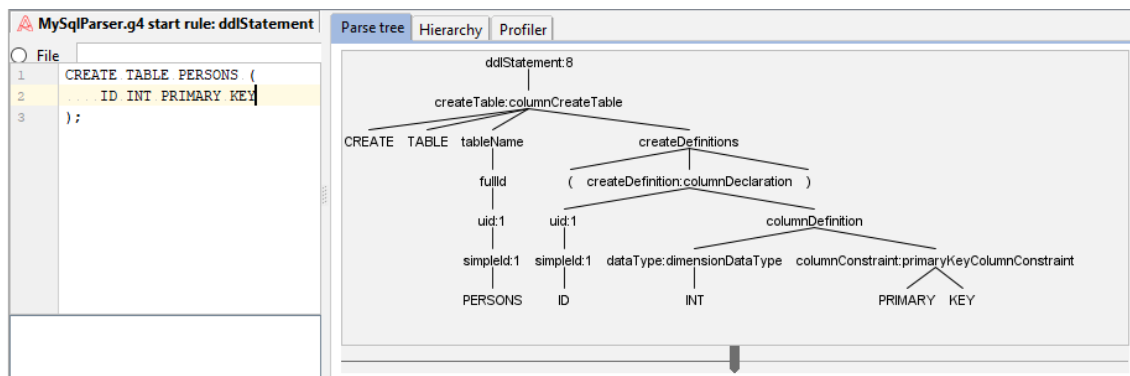 MySqlParser.g4 start rule: ddlStatement
File
1 CREATE TABLE PERSONS (
2 ID INT PRIMARY KEY
3 );
Parse tree Hierarchy Profiler
ddlStatement:8
createTable:columnCreateTable
CREATE TABLE tableName createDefinitions
fullId ( createDefinition:columnDeclaration )
uid:1 uid:1 columnDefinition
simpleId:1 simpleId:1 dataType:dimensionDataType columnConstraint:primaryKeyColumnConstraint
PERSONS ID INT PRIMARY KEY